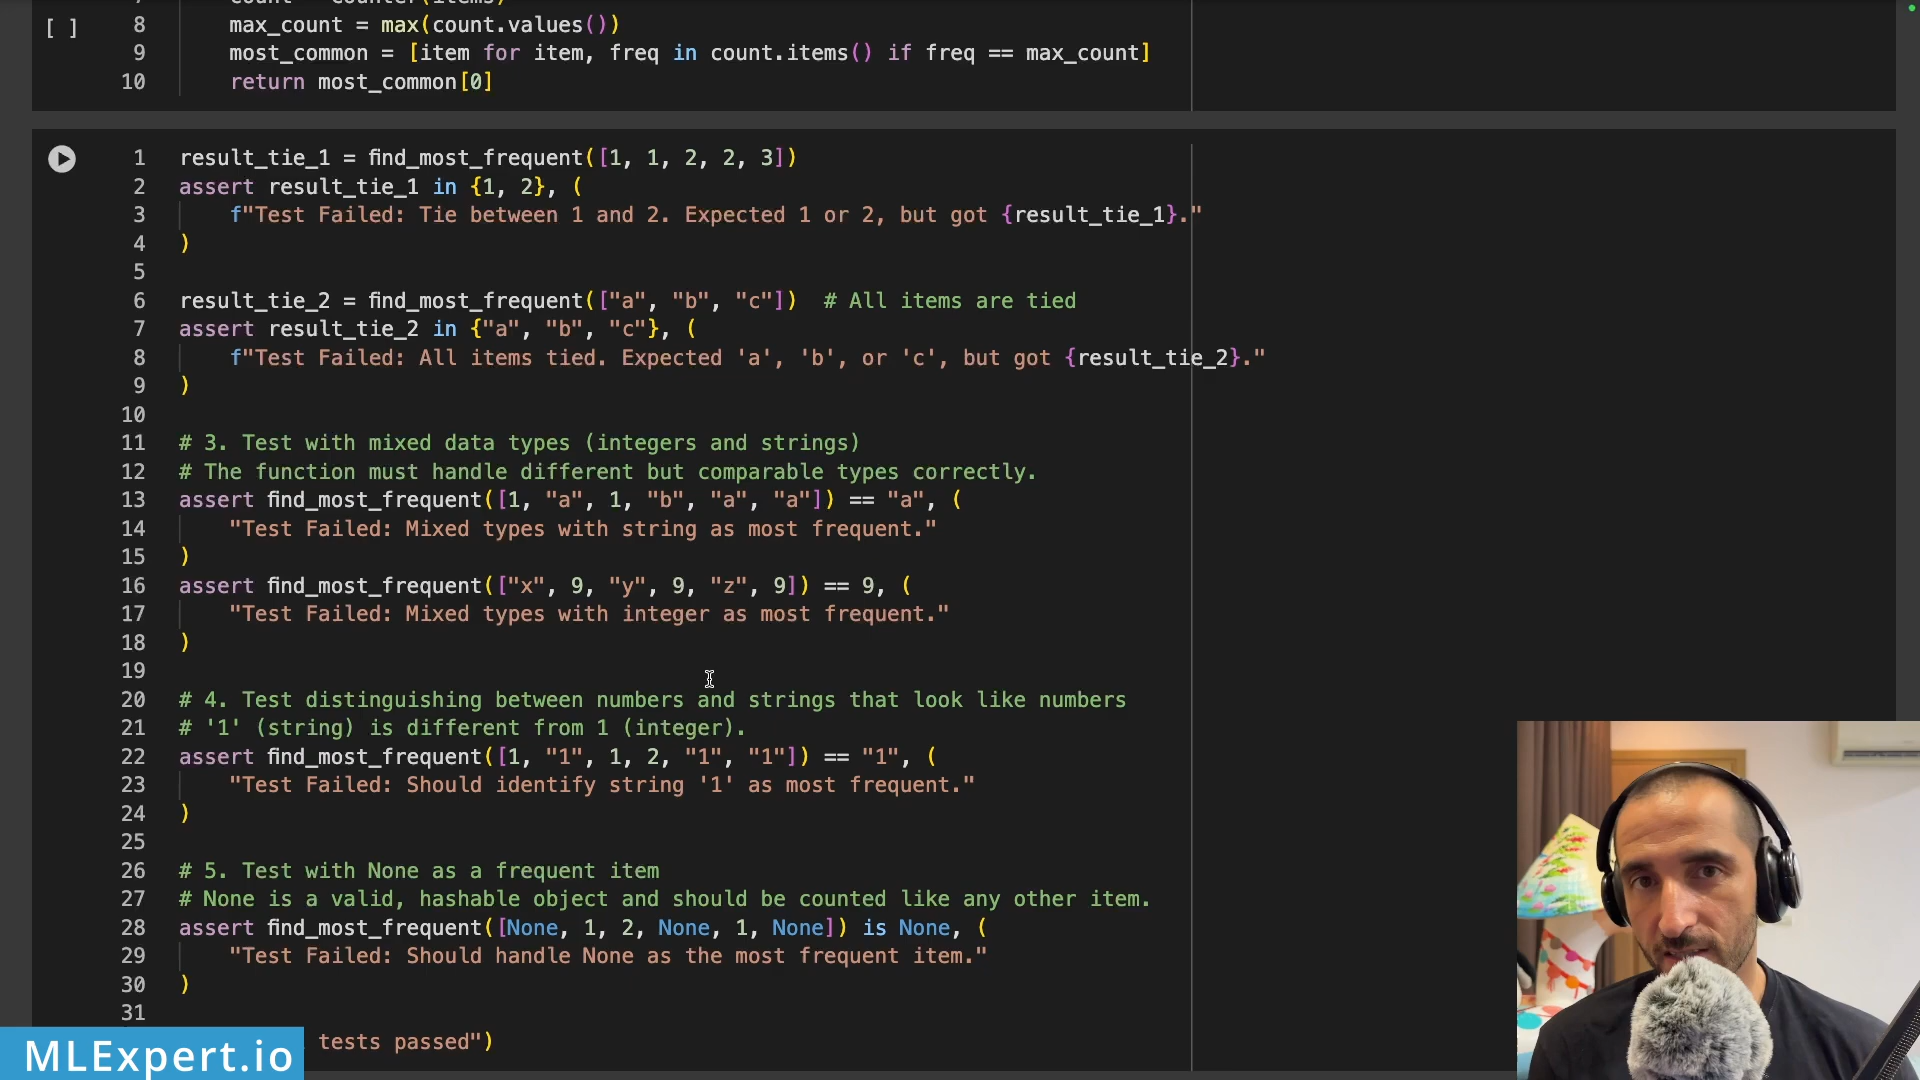 [ ]
8 max_count = max(count.values())
9 most_common = [item for item, freq in count.items() if freq == max_count]
10 return most_common[0]
1 result_tie_1 = find_most_frequent([1, 1, 2, 2, 3])
2 assert result_tie_1 in {1, 2}, (
3 f"Test Failed: Tie between 1 and 2. Expected 1 or 2, but got {result_tie_1}."
4 )
5
6 result_tie_2 = find_most_frequent(["a", "b", "c"])  # All items are tied
7 assert result_tie_2 in {"a", "b", "c"}, (
8 f"Test Failed: All items tied. Expected 'a', 'b', or 'c', but got {result_tie_2}."
9 )
10
11 # 3. Test with mixed data types (integers and strings)
12 # The function must handle different but comparable types correctly.
13 assert find_most_frequent([1, "a", 1, "b", "a", "a"]) == "a", (
14 "Test Failed: Mixed types with string as most frequent."
15 )
16 assert find_most_frequent(["x", 9, "y", 9, "z", 9]) == 9, (
17 "Test Failed: Mixed types with integer as most frequent."
18 )
19
20 # 4. Test distinguishing between numbers and strings that look like numbers
21 # '1' (string) is different from 1 (integer).
22 assert find_most_frequent([1, "1", 1, 2, "1", "1"]) == "1", (
23 "Test Failed: Should identify string '1' as most frequent."
24 )
25
26 # 5. Test with None as a frequent item
27 # None is a valid, hashable object and should be counted like any other item.
28 assert find_most_frequent([None, 1, 2, None, 1, None]) is None, (
29 "Test Failed: Should handle None as the most frequent item."
30 )
31
tests passed")
MLExpert.io